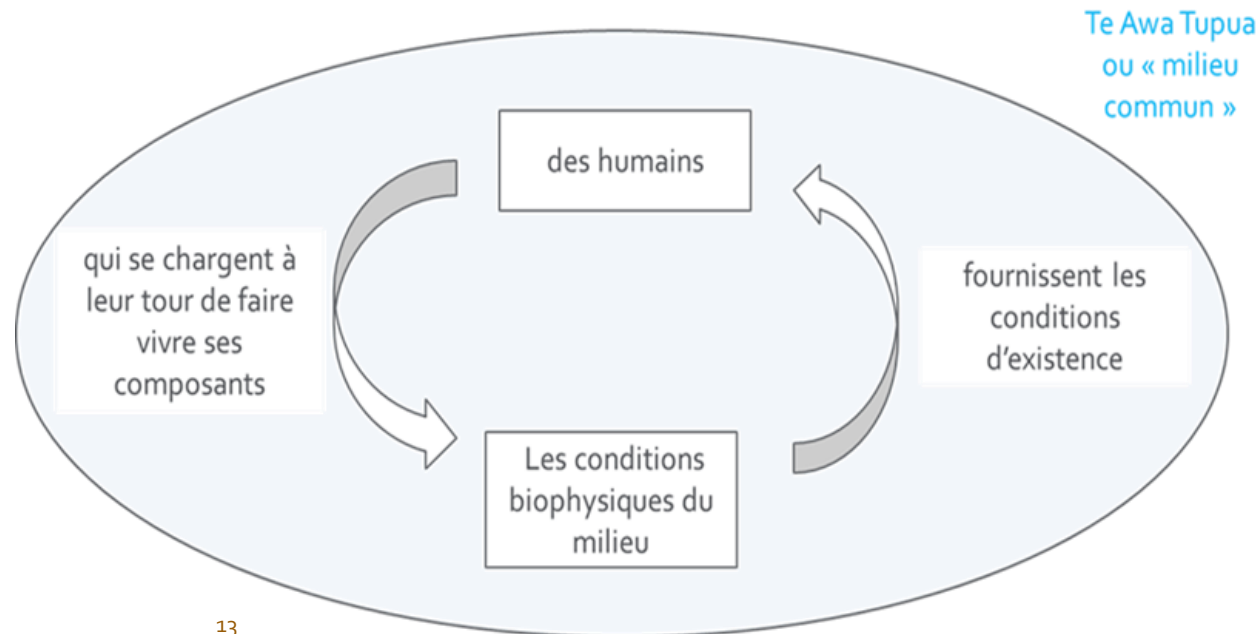 Te Awa Tupua
ou « milieu
commun »
des humains
qui se chargent à
leur tour de faire
vivre ses
composants
fournissent les
conditions
d'existence
Les conditions
biophysiques du
milieu
13